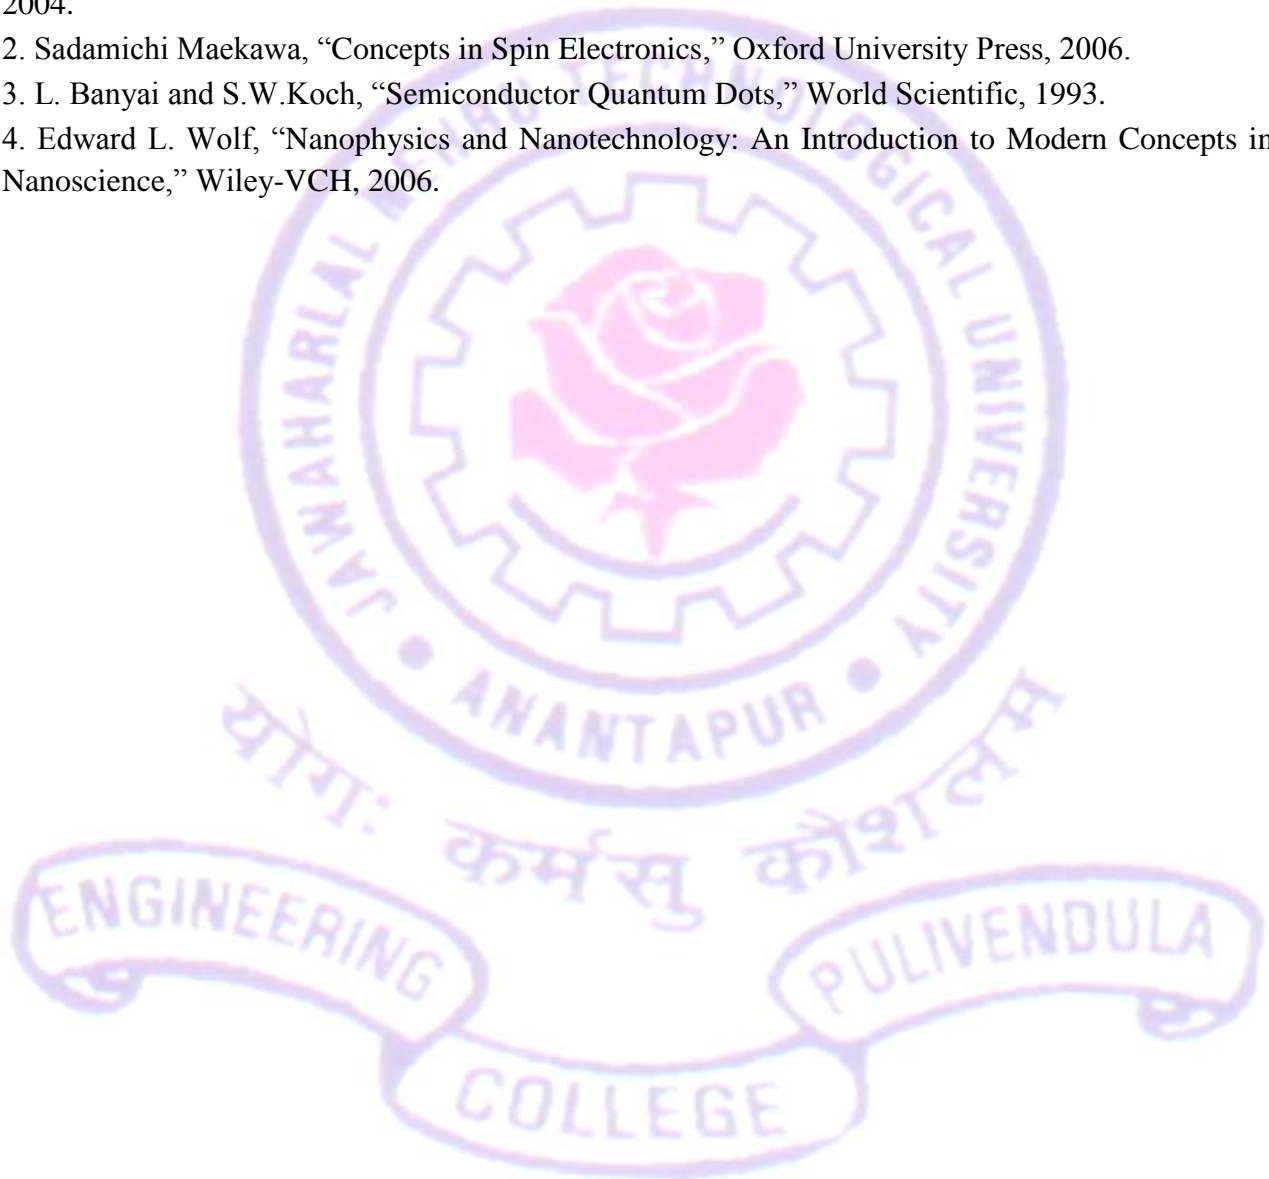 2004.
2. Sadamichi Maekawa, “Concepts in Spin Electronics,” Oxford University Press, 2006.
3. L. Banyai and S.W.Koch, “Semiconductor Quantum Dots,” World Scientific, 1993.
4. Edward L. Wolf, “Nanophysics and Nanotechnology: An Introduction to Modern Concepts in
Nanoscience,” Wiley-VCH, 2006.
JAWAHARLAL NEHRU TECHNOLOGICAL UNIVERSITY
ANANTAPUR
योग: कर्मसु कौशलम
ENGINEERING
COLLEGE
PULIVENDULA